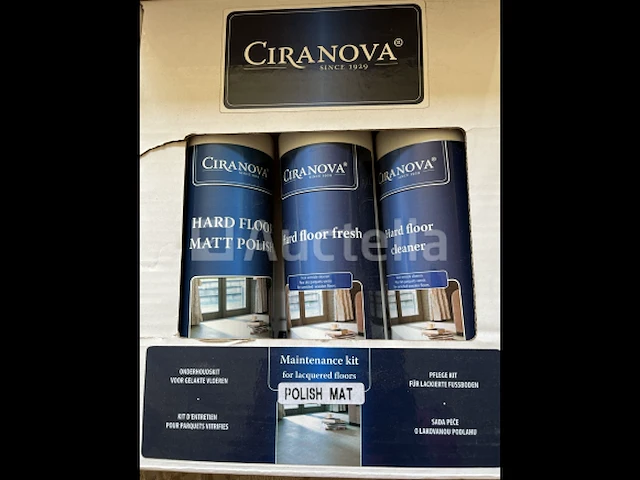 CIRANOVA®
SINCE 1929
CIRANOVA®
HARD FLOOR
MATT POLISH
CIRANOVA®
Hard floor fresh
CIRANOVA®
Hard floor
cleaner
Auctelia
Maintenance kit
for lacquered floors
POLISH MAT
ONDERHOUDSKIT
VOOR GELAKTE VLOEREN
KIT D'ENTRETIEN
POUR PARQUETS VITRIFIES
PFLEGE KIT
FÜR LACKIERTE FUSSBODEN
SADA PÉČE
O LAKOVANOU PODLAHU